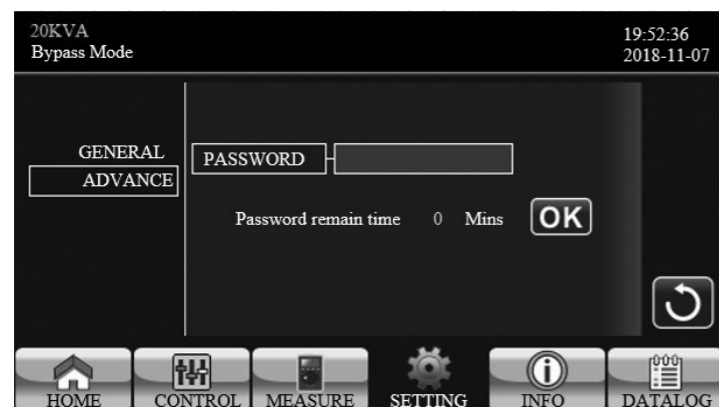 20KVA
Bypass Mode
19:52:36
2018-11-07
GENERAL
ADVANCE
PASSWORD
Password remain time 0 Mins OK
HOME CONTROL MEASURE SETTING INFO DATALOG